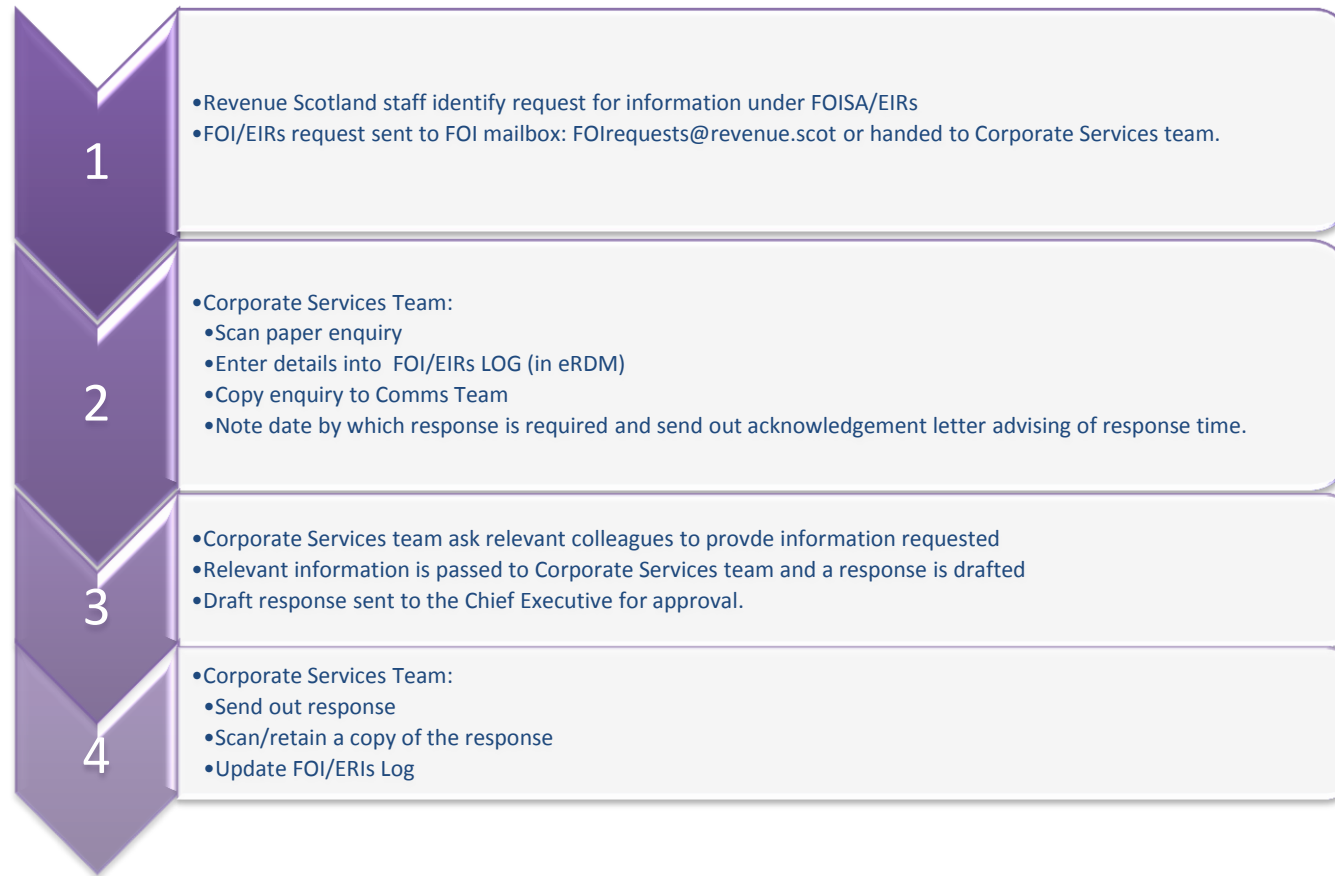 1
•Revenue Scotland staff identify request for information under FOISA/EIRs
•FOI/EIRs request sent to FOI mailbox: FOIrequests@revenue.scot or handed to Corporate Services team.
2
•Corporate Services Team:
•Scan paper enquiry
•Enter details into  FOI/EIRs LOG (in eRDM)
•Copy enquiry to Comms Team
•Note date by which response is required and send out acknowledgement letter advising of response time.
3
•Corporate Services team ask relevant colleagues to provde information requested
•Relevant information is passed to Corporate Services team and a response is drafted
•Draft response sent to the Chief Executive for approval.
4
•Corporate Services Team:
•Send out response
•Scan/retain a copy of the response
•Update FOI/ERIs Log